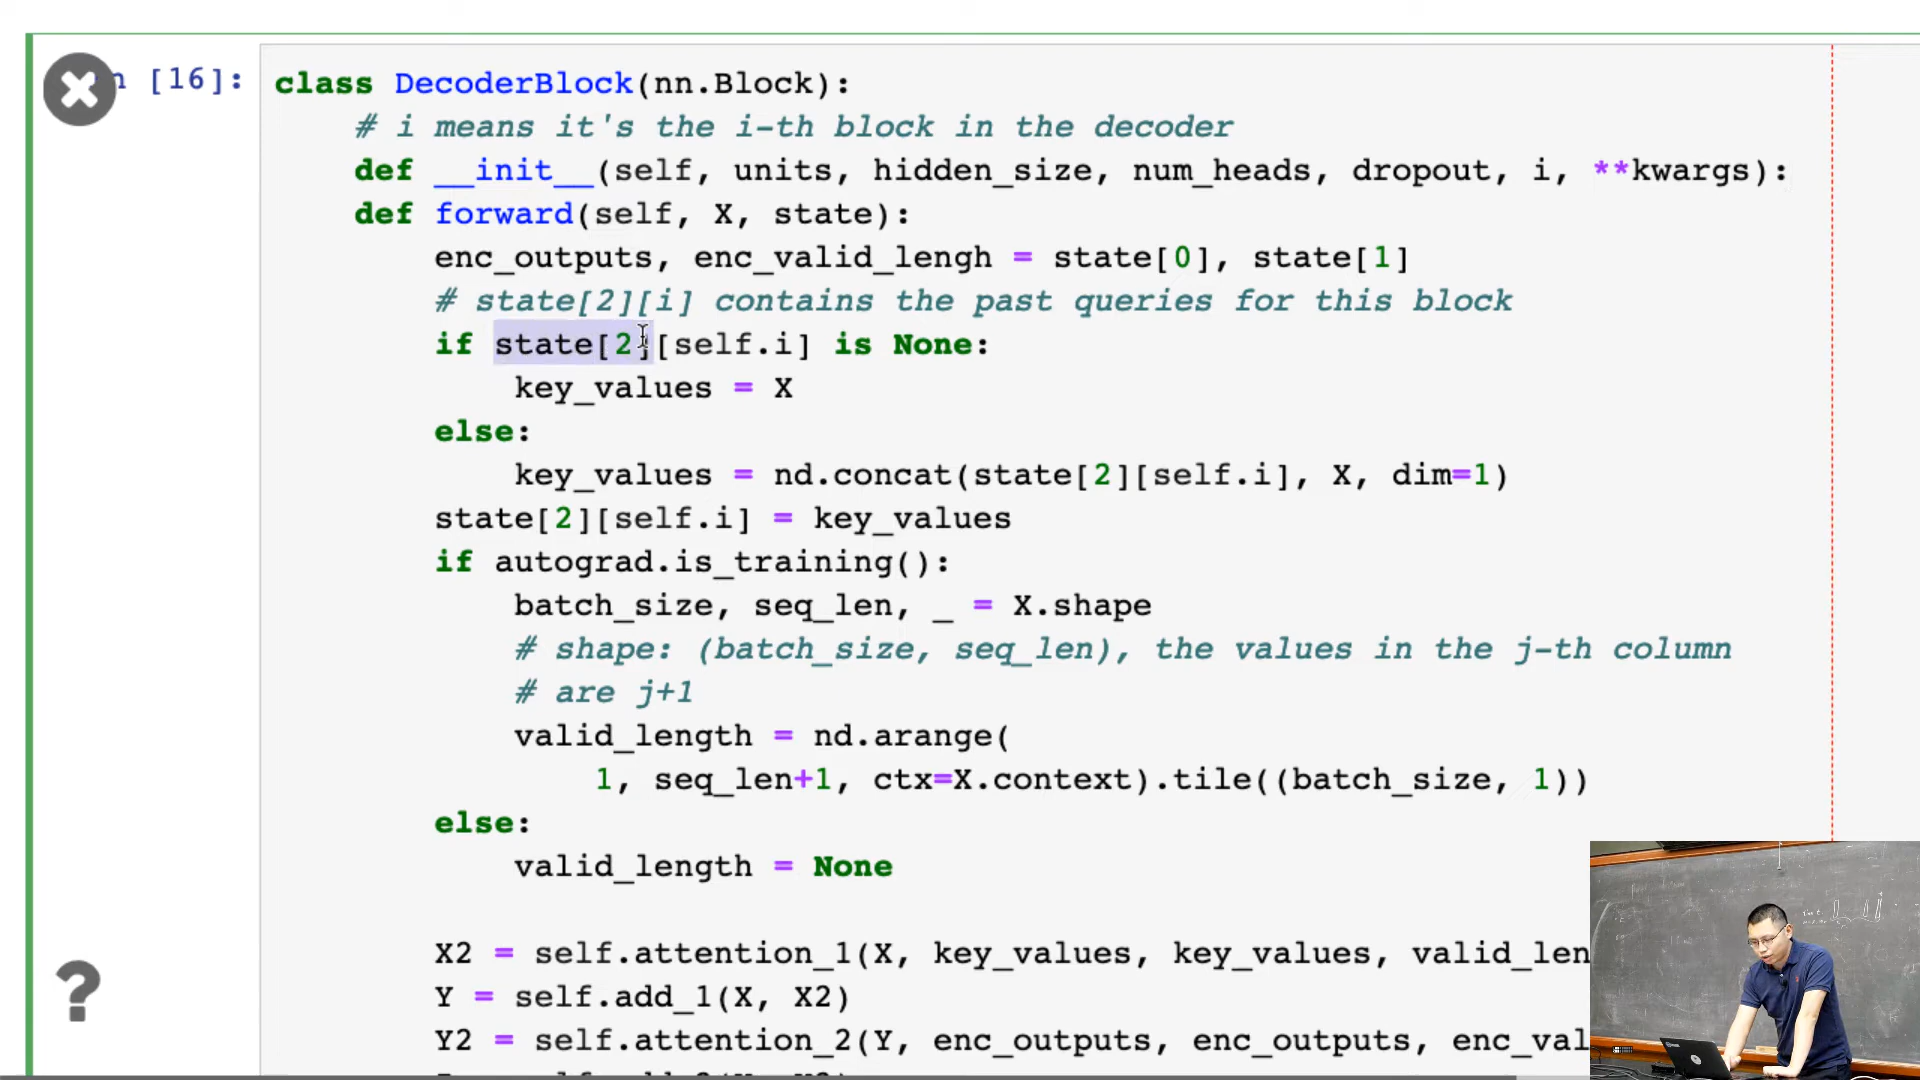 n [16]:
class DecoderBlock(nn.Block):
# i means it's the i-th block in the decoder
def __init__(self, units, hidden_size, num_heads, dropout, i, **kwargs):
def forward(self, X, state):
enc_outputs, enc_valid_lengh = state[0], state[1]
# state[2][i] contains the past queries for this block
if state[2][self.i] is None:
key_values = X
else:
key_values = nd.concat(state[2][self.i], X, dim=1)
state[2][self.i] = key_values
if autograd.is_training():
batch_size, seq_len, _ = X.shape
# shape: (batch_size, seq_len), the values in the j-th column
# are j+1
valid_length = nd.arange(
1, seq_len+1, ctx=X.context).tile((batch_size, 1))
else:
valid_length = None
X2 = self.attention_1(X, key_values, key_values, valid_len
Y = self.add_1(X, X2)
Y2 = self.attention_2(Y, enc_outputs, enc_outputs, enc_val
?